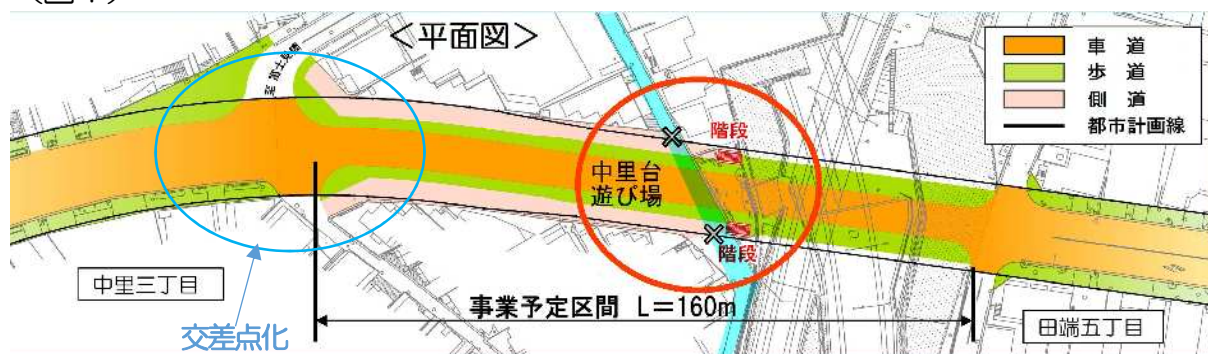 ＜平面図＞
至 富士見橋
車　道
歩　道
側　道
都市計画線
階段
中里台
遊び場
階段
中里三丁目
事業予定区間 L＝160m
田端五丁目
交差点化